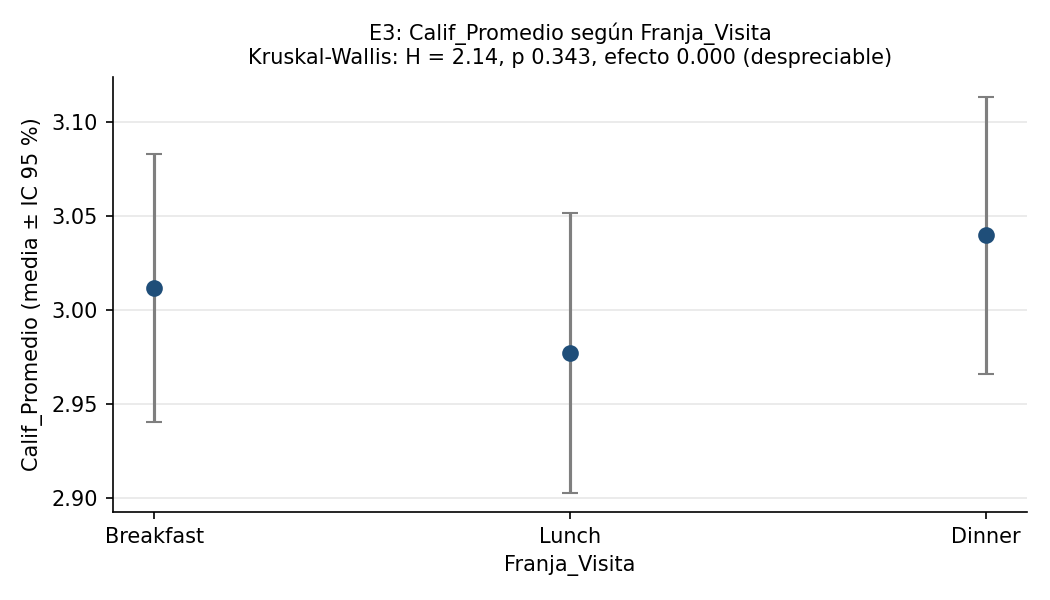 E3: Calif_Promedio según Franja_Visita
Kruskal-Wallis: H = 2.14, p 0.343, efecto 0.000 (despreciable)
Calif_Promedio (media ± IC 95 %)
3.10
3.05
3.00
2.95
2.90
Breakfast
Lunch
Dinner
Franja_Visita